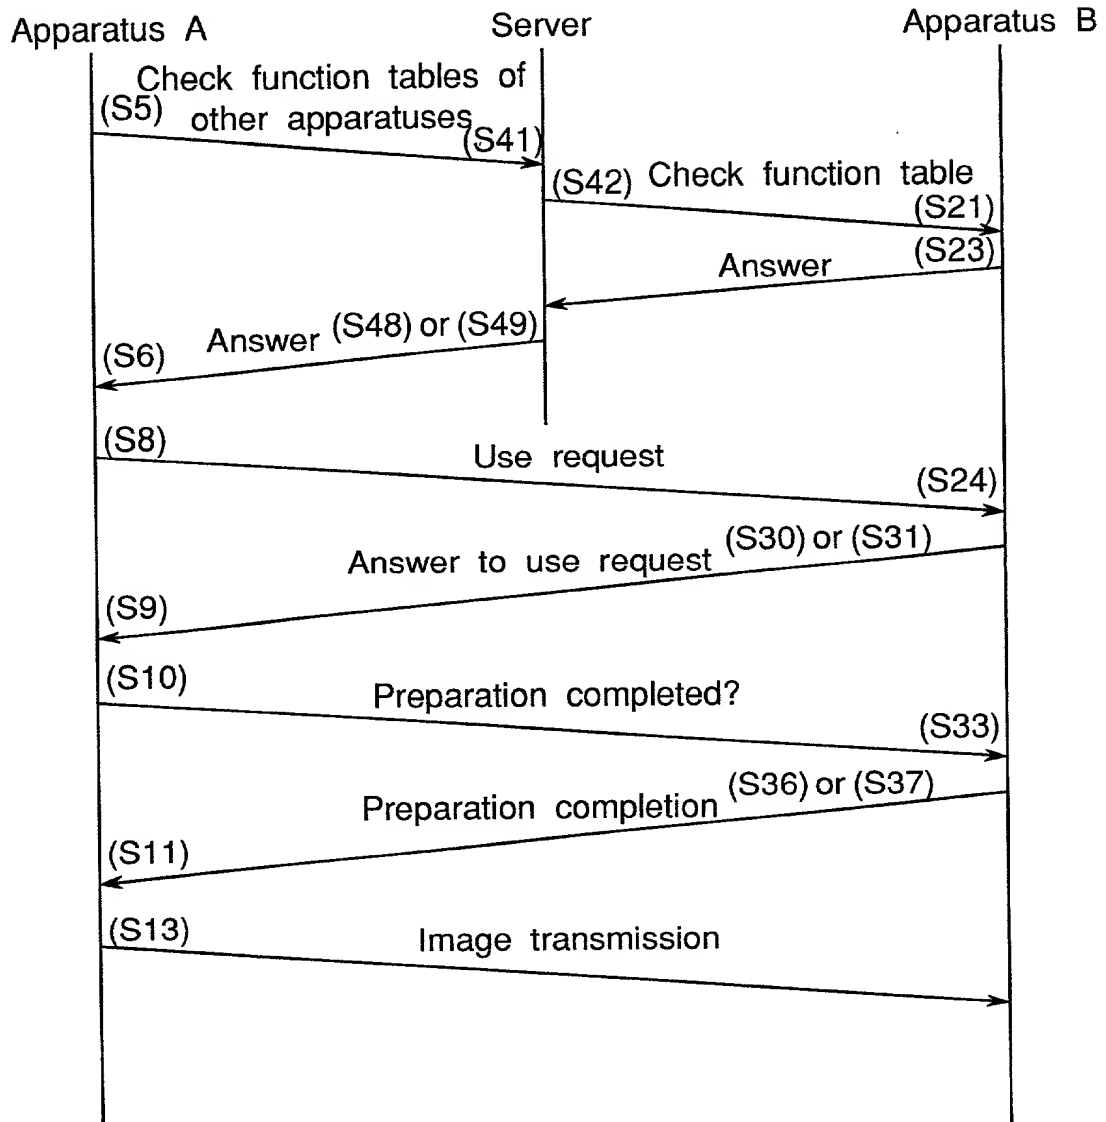 Apparatus A Server Apparatus B
Check function tables of
(S5) other apparatuses
(S41)
(S42) Check function table
(S21)
Answer (S23)
Answer (S48) or (S49)
(S6)
(S8) Use request
(S24)
Answer to use request (S30) or (S31)
(S9)
(S10) Preparation completed?
(S33)
Preparation completion (S36) or (S37)
(S11)
(S13) Image transmission